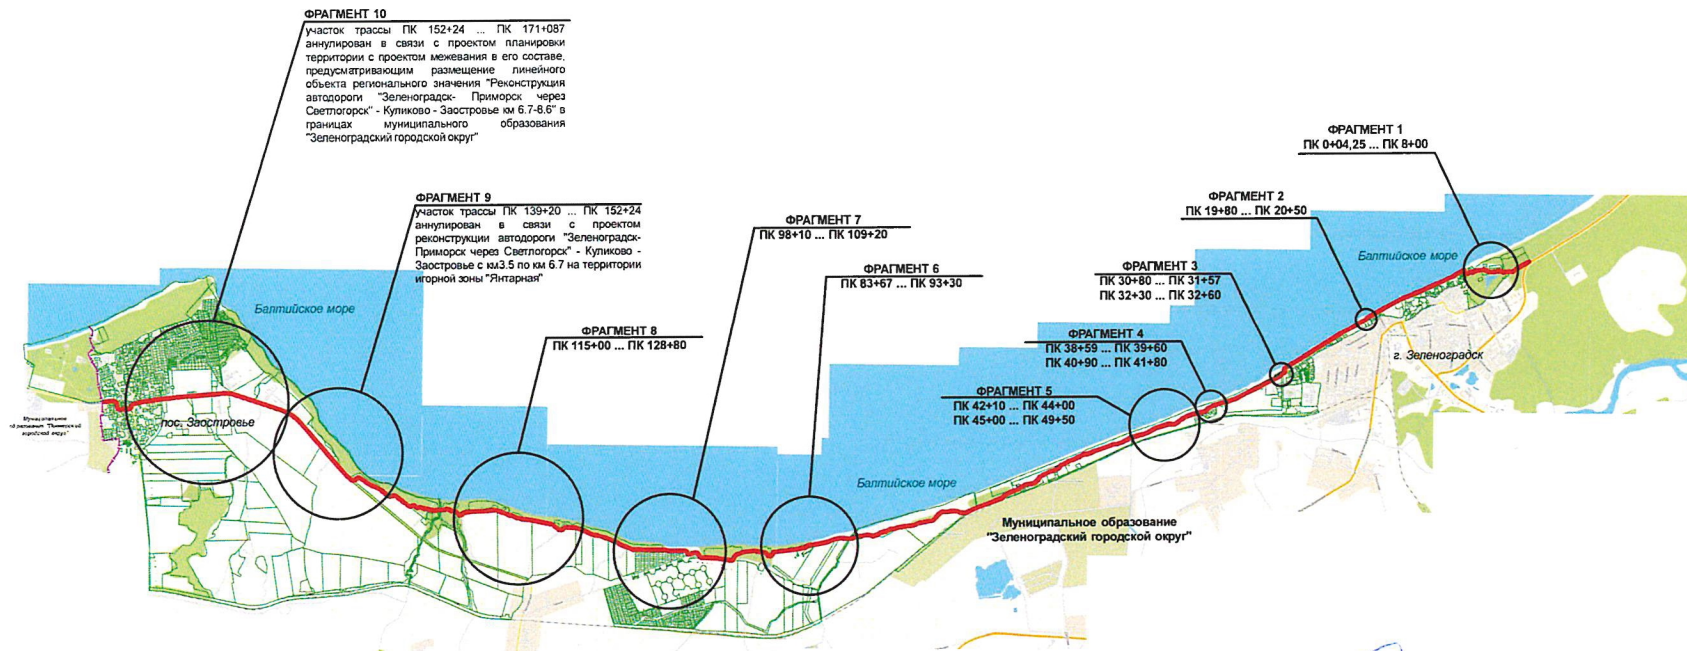 ФРАГМЕНТ 10
участок трассы ПК 152+24 ... ПК 171+087
аннулирован в связи с проектом планировки
территории с проектом межевания в его составе,
предусматривающим размещение линейного
объекта регионального значения "Реконструкция
автодороги "Зеленоградск- Приморск через
Светлогорск" - Куликово - Заостровье км 6.7-8.6" в
границах муниципального образования
"Зеленоградский городской округ"
ФРАГМЕНТ 9
участок трассы ПК 139+20 ... ПК 152+24
аннулирован в связи с проектом
реконструкции автодороги "Зеленоградск-
Приморск через Светлогорск" - Куликово -
Заостровье с км3.5 по км 6.7 на территории
игорной зоны "Янтарная"
ФРАГМЕНТ 8
ПК 115+00 ... ПК 128+80
ФРАГМЕНТ 7
ПК 98+10 ... ПК 109+20
ФРАГМЕНТ 6
ПК 83+67 ... ПК 93+30
ФРАГМЕНТ 5
ПК 42+10 ... ПК 44+00
ПК 45+00 ... ПК 49+50
ФРАГМЕНТ 4
ПК 38+59 ... ПК 39+60
ПК 40+90 ... ПК 41+80
ФРАГМЕНТ 3
ПК 30+80 ... ПК 31+57
ПК 32+30 ... ПК 32+60
ФРАГМЕНТ 2
ПК 19+80 ... ПК 20+50
ФРАГМЕНТ 1
ПК 0+04,25 ... ПК 8+00
Балтийское море
Балтийское море
Балтийское море
г. Зеленоградск
пос. Заостровье
Муниципальное
городской округ"
Муниципальное образование
"Зеленоградский городской округ"